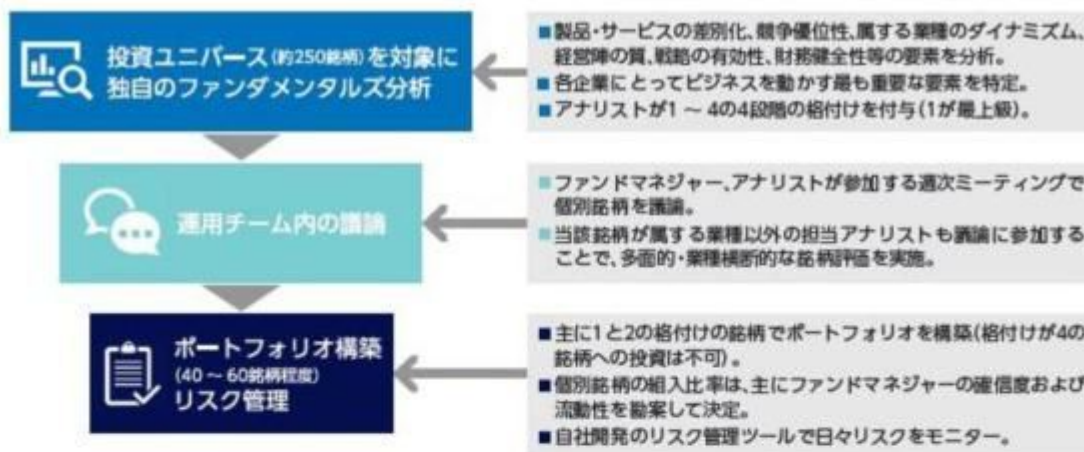 投資ユニバース(約250銘柄)を対象に
独自のファンダメンタルズ分析
■製品・サービスの差別化、競争優位性、属する業種のダイナミズム、
経営陣の質、戦略の有効性、財務健全性等の要素を分析。
■各企業にとってビジネスを動かす最も重要な要素を特定。
■アナリストが1～4の4段階の格付けを付与(1が最上級)。
運用チーム内の議論
■ファンドマネジャー、アナリストが参加する週次ミーティングで
個別銘柄を議論。
■当該銘柄が属する業種以外の担当アナリストも議論に参加する
ことで、多面的・業種横断的な銘柄評価を実施。
ポートフォリオ構築
(40～60銘柄程度)
リスク管理
■主に1と2の格付けの銘柄でポートフォリオを構築(格付けが4の
銘柄への投資は不可)。
■個別銘柄の組入比率は、主にファンドマネジャーの確信度および
流動性を勘案して決定。
■自社開発のリスク管理ツールで日々リスクをモニター。